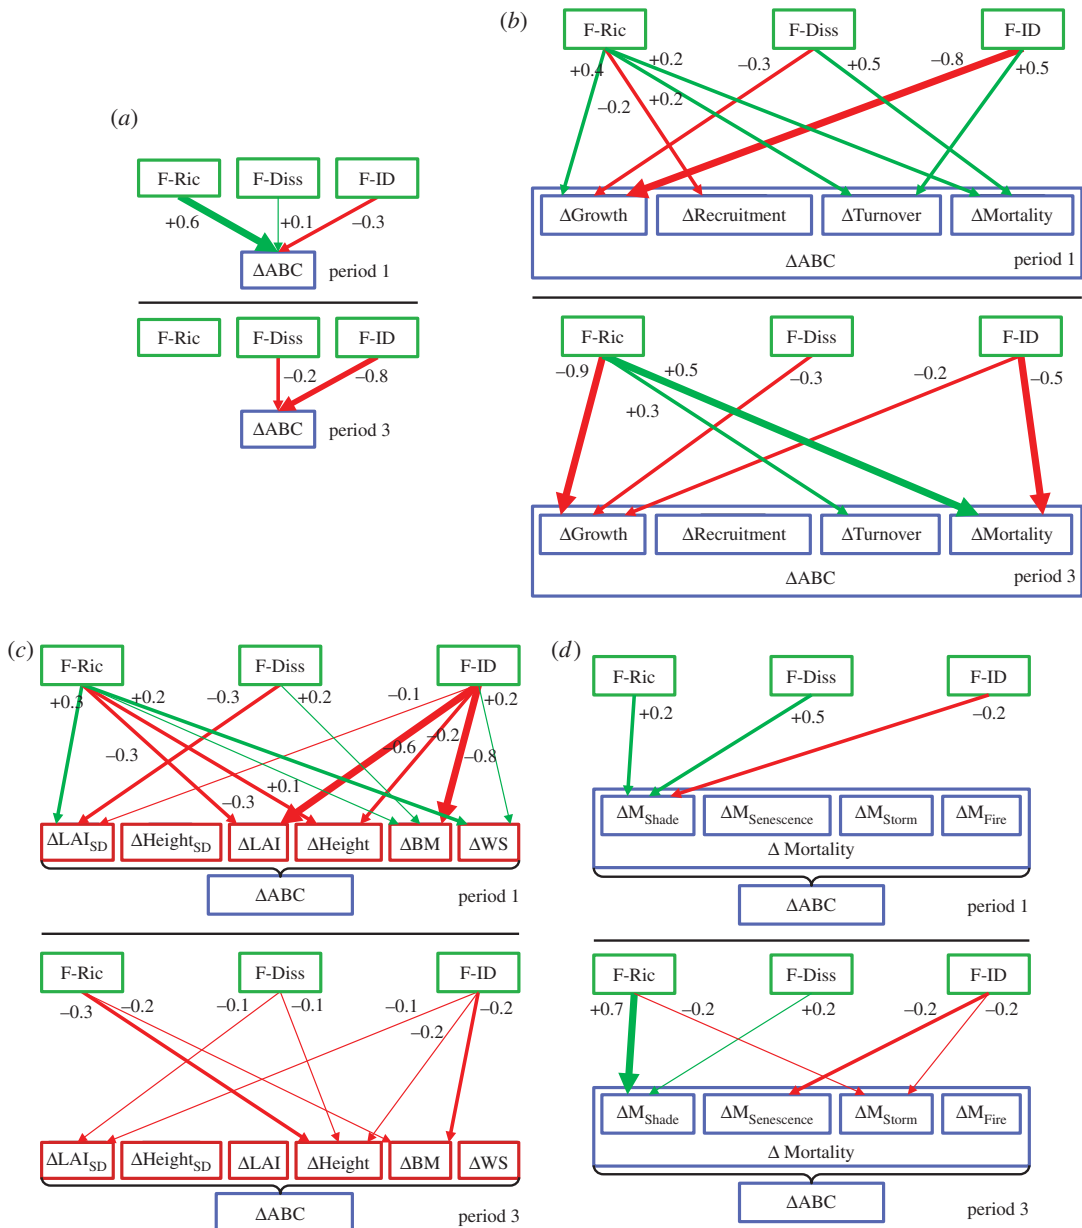 (a)
F-Ric F-Diss F-ID
+0.6 +0.1 −0.3
ΔABC period 1
F-Ric F-Diss F-ID
−0.2 −0.8
ΔABC period 3
(b)
F-Ric F-Diss F-ID
+0.4 +0.2 −0.3 +0.5 −0.8 +0.5
−0.2 +0.2
ΔGrowth ΔRecruitment ΔTurnover ΔMortality
ΔABC period 1
F-Ric F-Diss F-ID
−0.9 +0.5 −0.3 −0.2 −0.5
+0.3
ΔGrowth ΔRecruitment ΔTurnover ΔMortality
ΔABC period 3
(c)
F-Ric F-Diss F-ID
+0.3 +0.2 −0.3 +0.2 −0.1 +0.2
−0.3 −0.6 −0.2 −0.8
+0.1
−0.3
ΔLAISD ΔHeightSD ΔLAI ΔHeight ΔBM ΔWS
ΔABC period 1
F-Ric F-Diss F-ID
−0.3 −0.2 −0.1 −0.1 −0.1 −0.2
−0.2
ΔLAISD ΔHeightSD ΔLAI ΔHeight ΔBM ΔWS
ΔABC period 3
(d)
F-Ric F-Diss F-ID
+0.2 +0.5 −0.2
ΔMShade ΔMSenescence ΔMStorm ΔMFire
Δ Mortality
ΔABC period 1
F-Ric F-Diss F-ID
+0.7 −0.2 +0.2 −0.2 −0.2
ΔMShade ΔMSenescence ΔMStorm ΔMFire
Δ Mortality
ΔABC period 3